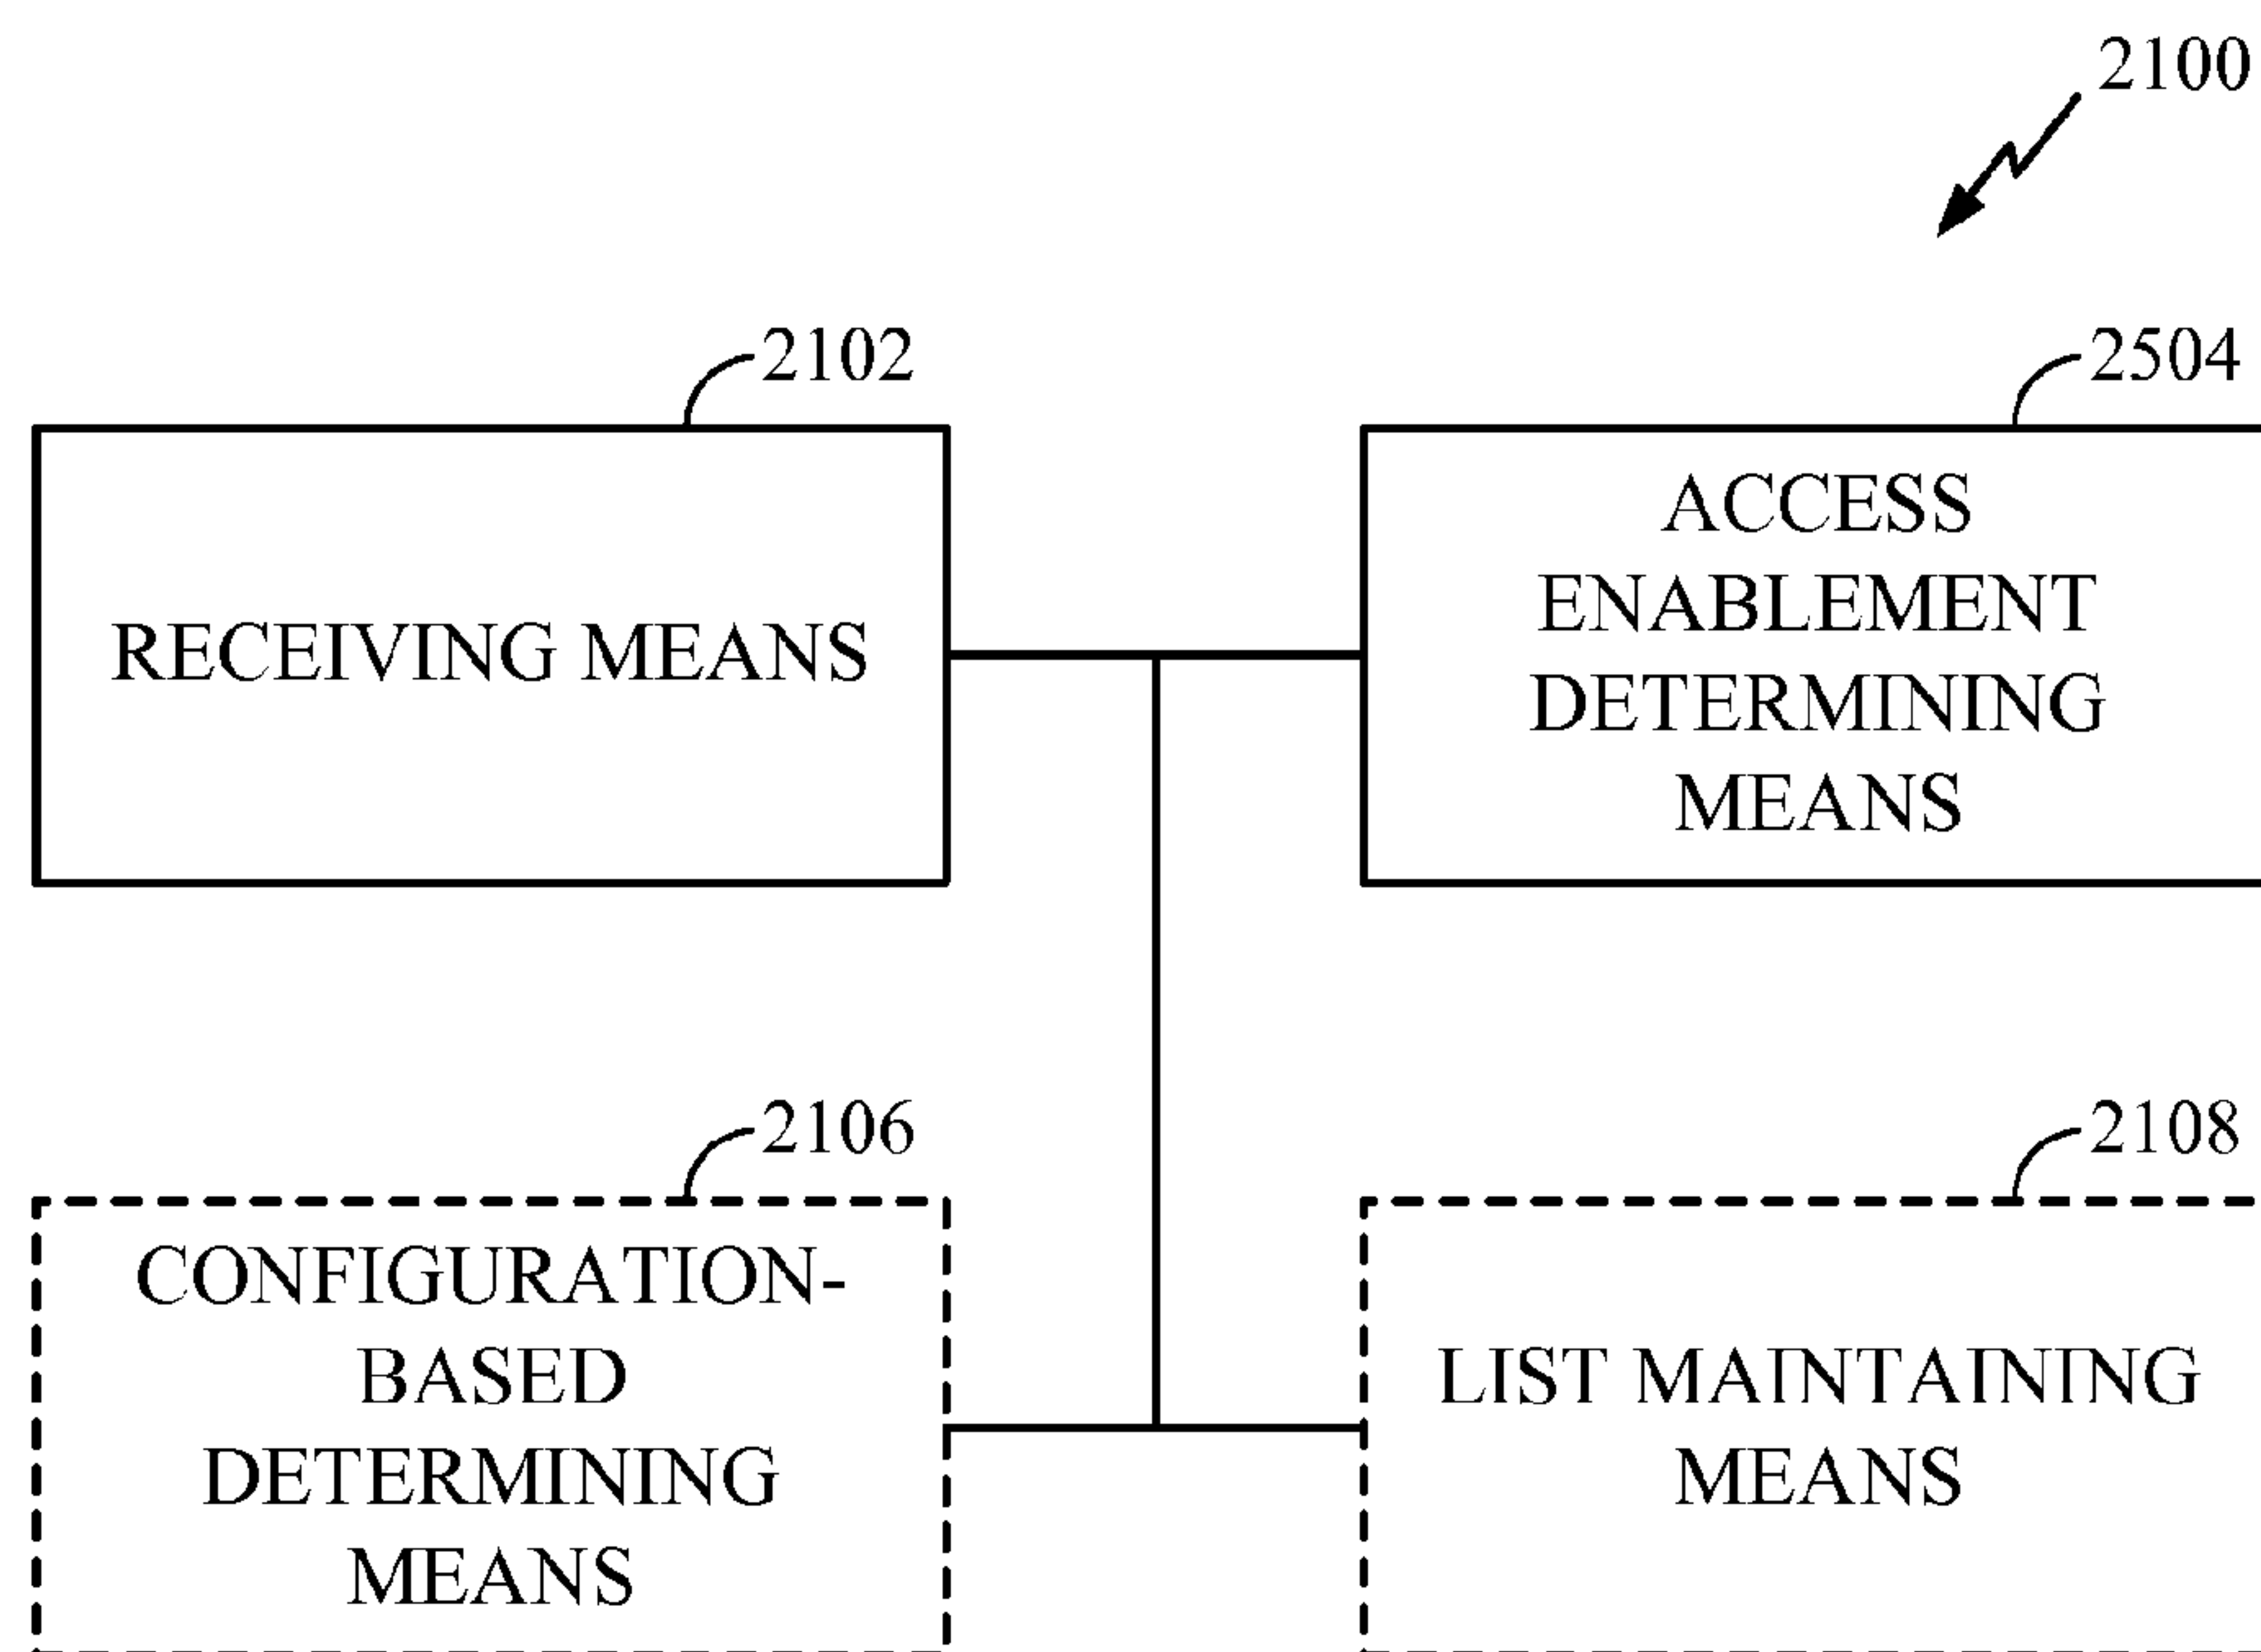 2100
2102
2504
RECEIVING MEANS
ACCESS
ENABLEMENT
DETERMINING
MEANS
2106
2108
CONFIGURATION-
BASED
DETERMINING
MEANS
LIST MAINTAINING
MEANS